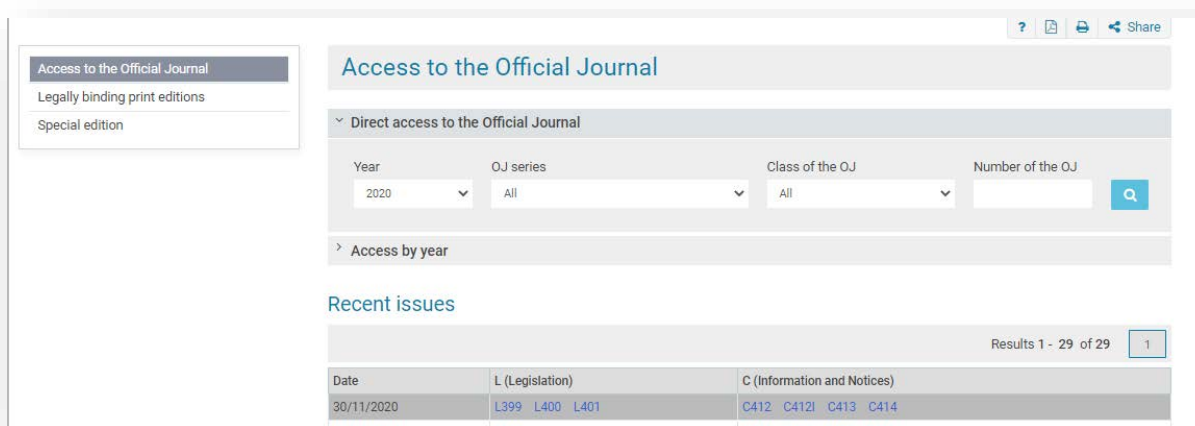 ? Share
Access to the Official Journal
Legally binding print editions
Special edition
Access to the Official Journal
Direct access to the Official Journal
Year OJ series Class of the OJ Number of the OJ
2020 All All
Access by year
Recent issues
Results 1 - 29 of 29 1
Date L (Legislation) C (Information and Notices)
30/11/2020 L399 L400 L401 C412 C412I C413 C414